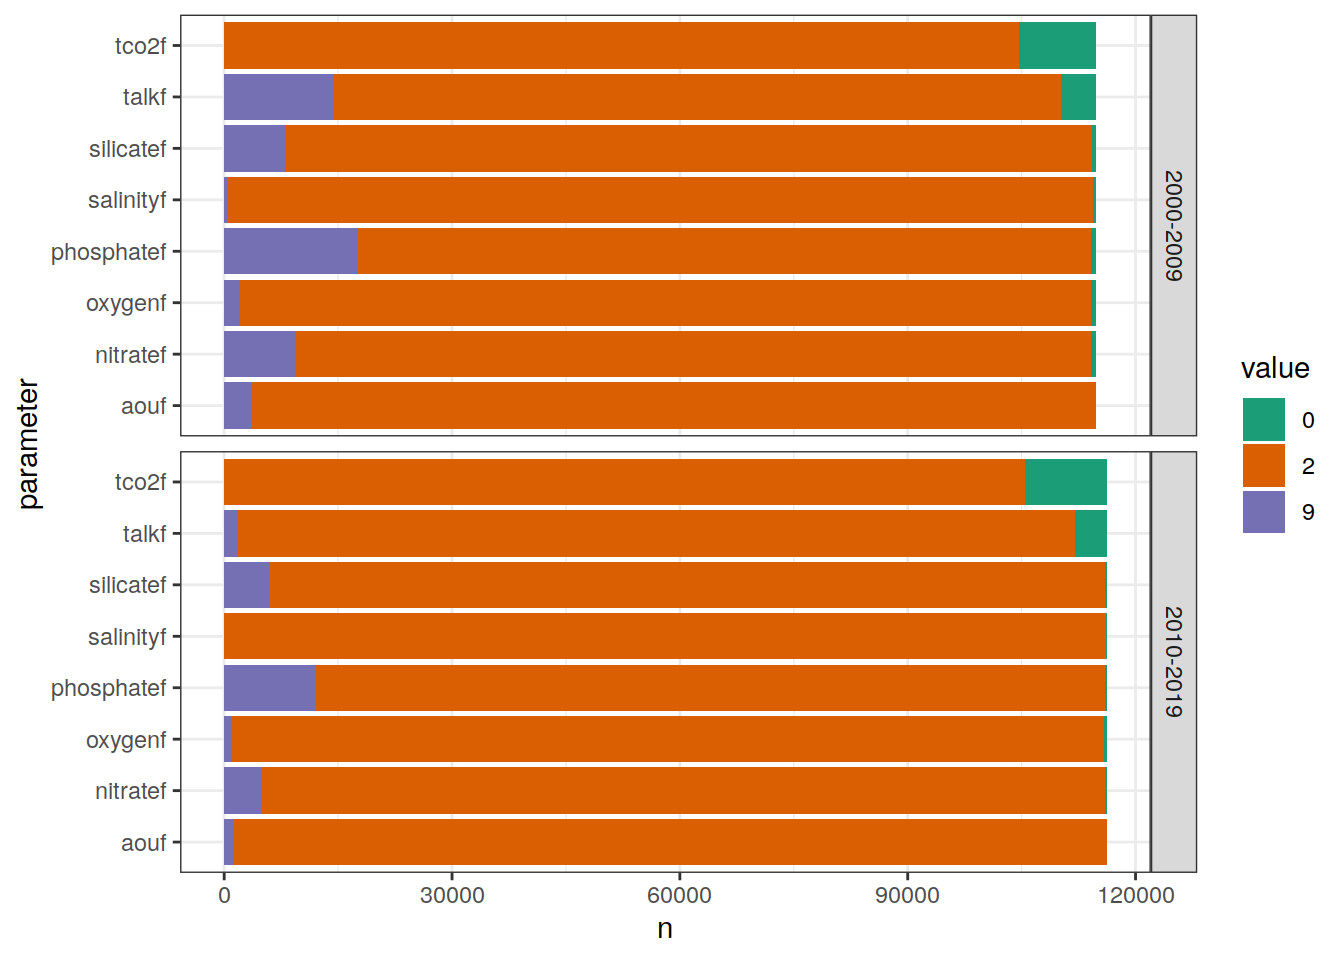 parameter
tco2f
talkf
silicatef
salinityf
phosphatef
oxygenf
nitratef
aouf
2000-2009
tco2f
talkf
silicatef
salinityf
phosphatef
oxygenf
nitratef
aouf
2010-2019
0 30000 60000 90000 120000
n
value
0
2
9